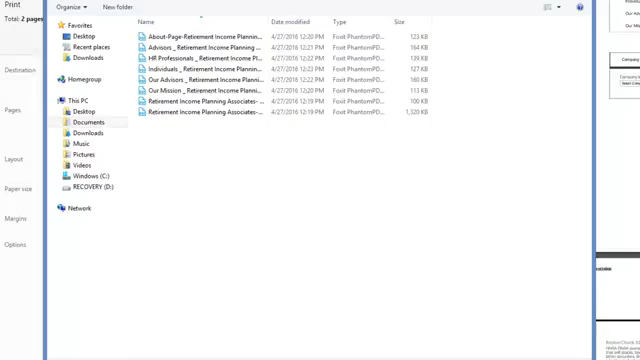 Print
Total: 2 pages
Destination
Pages
Layout
Paper size
Margins
Options
Organize
New folder
Favorites
Desktop
Recent places
Downloads
Homegroup
This PC
Desktop
Documents
Downloads
Music
Pictures
Videos
Windows (C:)
RECOVERY (D:)
Network
Name Date modified Type Size
About-Page-Retirement Income Plannin... 4/27/2016 12:20 PM Foxit PhantomPD... 123 KB
Advisors _ Retirement Income Planning ... 4/27/2016 12:21 PM Foxit PhantomPD... 164 KB
HR Professionals _ Retirement Income Pl... 4/27/2016 12:22 PM Foxit PhantomPD... 139 KB
Individuals _ Retirement Income Plannin... 4/27/2016 12:23 PM Foxit PhantomPD... 127 KB
Our Advisors _ Retirement Income Planni... 4/27/2016 12:21 PM Foxit PhantomPD... 160 KB
Our Mission _ Retirement Income Planni... 4/27/2016 12:20 PM Foxit PhantomPD... 113 KB
Retirement Income Planning Associates- ... 4/27/2016 12:19 PM Foxit PhantomPD... 100 KB
Retirement Income Planning Associates- ... 4/27/2016 12:19 PM Foxit PhantomPD... 1,320 KB
Our Adv
Our Mis
Company